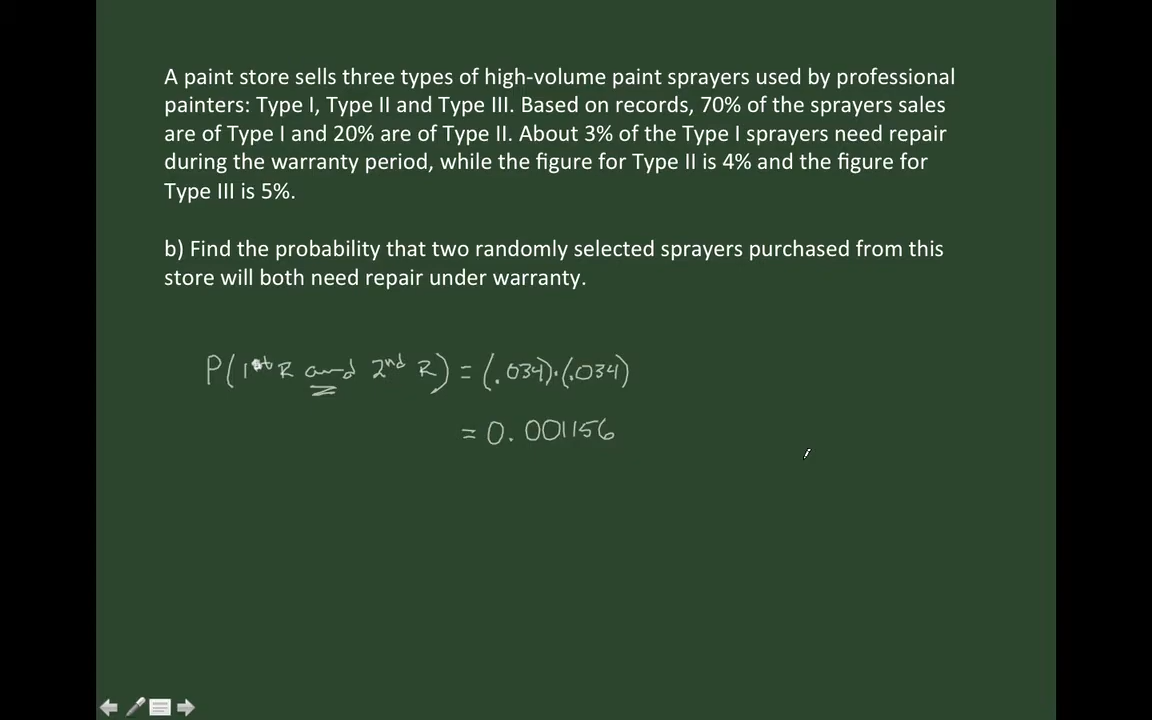 A paint store sells three types of high-volume paint sprayers used by professional
painters: Type I, Type II and Type III. Based on records, 70% of the sprayers sales
are of Type I and 20% are of Type II. About 3% of the Type I sprayers need repair
during the warranty period, while the figure for Type II is 4% and the figure for
Type III is 5%.
b) Find the probability that two randomly selected sprayers purchased from this
store will both need repair under warranty.
P(1st R and 2nd R) = (.034)·(.034)
= 0.001156